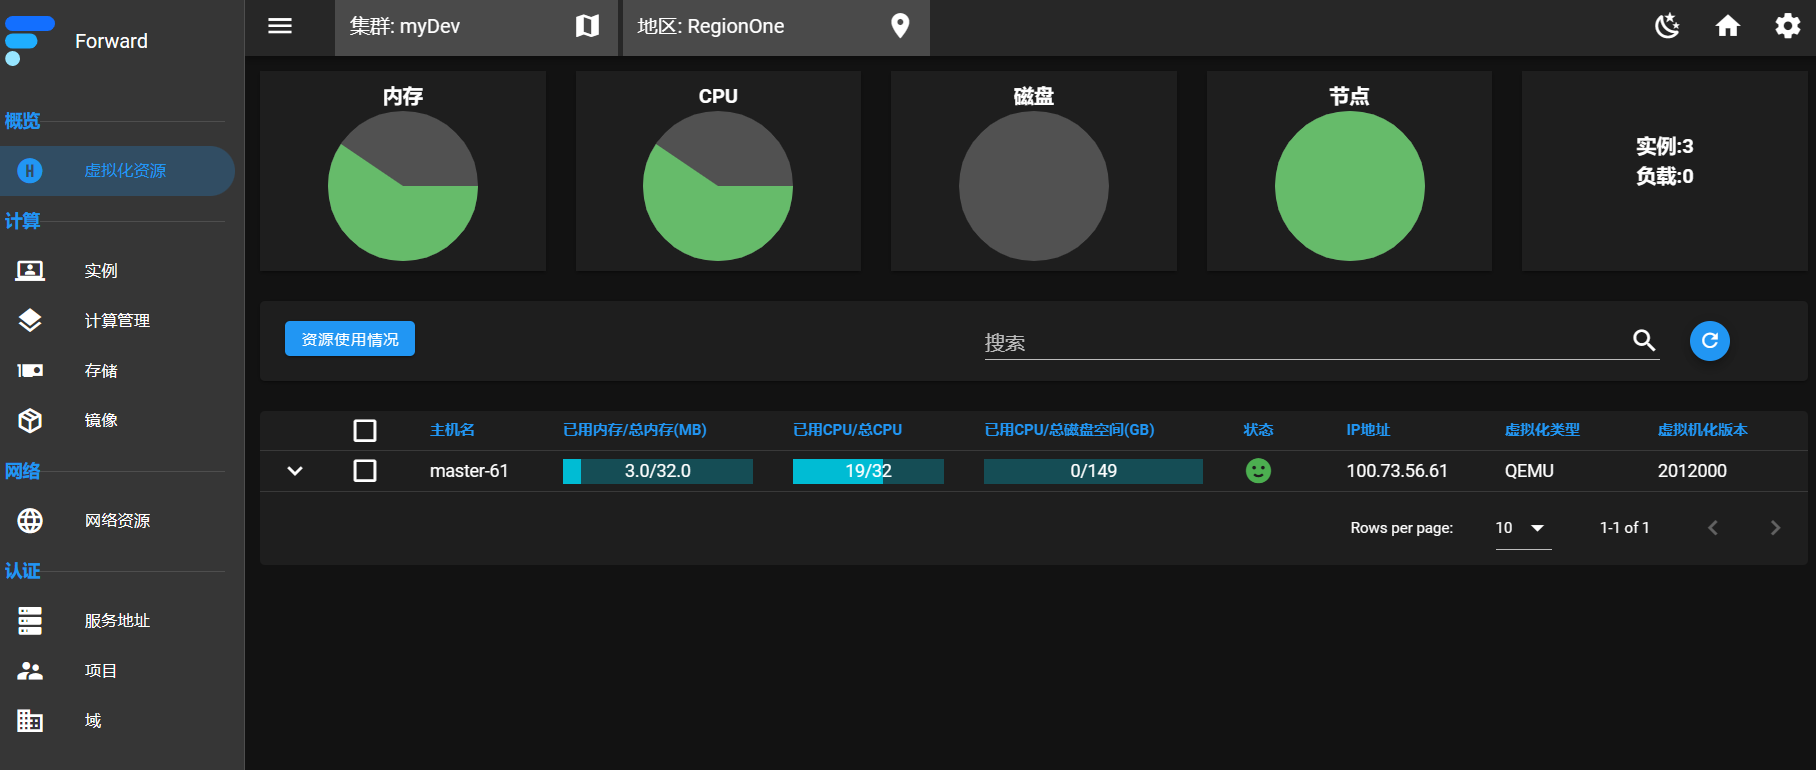 Forward
集群: myDev
地区: RegionOne
概览
虚拟化资源
计算
实例
计算管理
存储
镜像
网络
网络资源
认证
服务地址
项目
域
内存
CPU
磁盘
节点
实例:3
负载:0
资源使用情况
搜索
主机名 已用内存/总内存(MB) 已用CPU/总CPU 已用CPU/总磁盘空间(GB) 状态 IP地址 虚拟化类型 虚拟机化版本
master-61 3.0/32.0 19/32 0/149 100.73.56.61 QEMU 2012000
Rows per page: 10 1-1 of 1